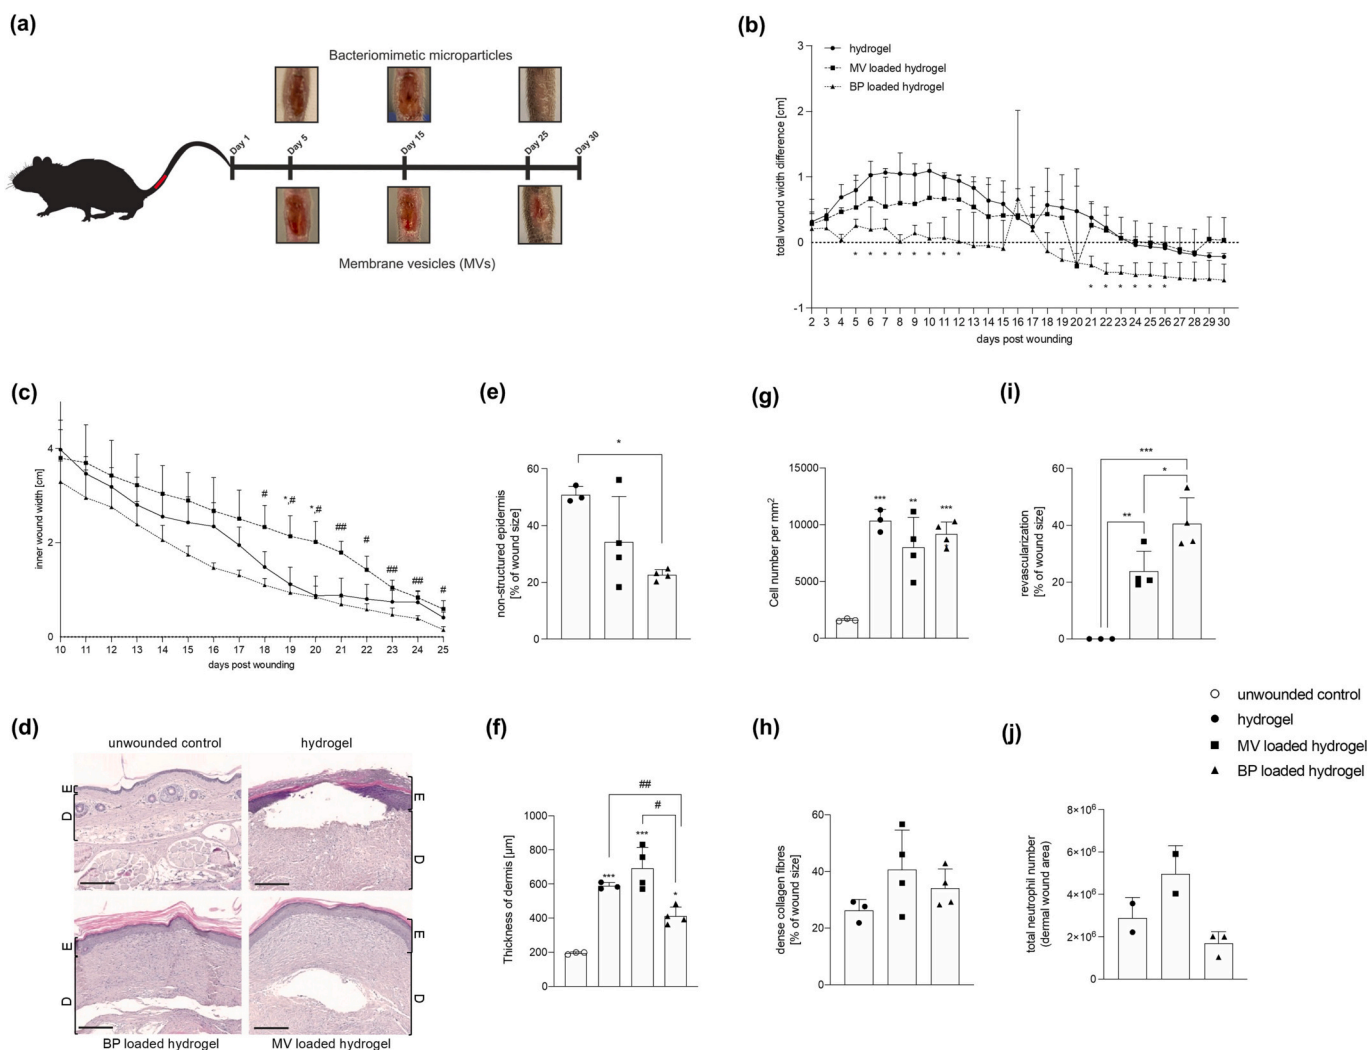 (a)
Bacteriomimetic microparticles
Day 1
Day 5
Day 15
Day 25
Day 30
Membrane vesicles (MVs)
(b)
total wound width difference [cm]
3
2
1
0
-1
hydrogel
MV loaded hydrogel
BP loaded hydrogel
* * * * * * * *
* * * * * *
2 3 4 5 6 7 8 9 10 11 12 13 14 15 16 17 18 19 20 21 22 23 24 25 26 27 28 29 30
days post wounding
(c)
inner wound width [cm]
4
2
0
# *,# *,# ## # ## ## #
10 11 12 13 14 15 16 17 18 19 20 21 22 23 24 25
days post wounding
(e)
non-structured epidermis
[% of wound size]
60
40
20
0
*
(g)
Cell number per mm²
15000
10000
5000
0
*** ** ***
(i)
revascularization
[% of wound size]
60
40
20
0
***
*
**
unwounded control
hydrogel
MV loaded hydrogel
BP loaded hydrogel
(d)
unwounded control
hydrogel
E
D
E
D
E
D
E
D
BP loaded hydrogel
MV loaded hydrogel
(f)
Thickness of dermis [µm]
1000
800
600
400
200
0
##
#
***
***
*
(h)
dense collagen fibres
[% of wound size]
60
40
20
0
(j)
total neutrophil number
(dermal wound area)
8×10⁶
6×10⁶
4×10⁶
2×10⁶
0